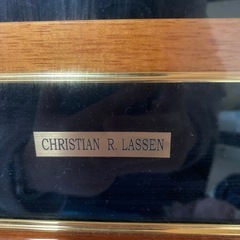 CHRISTIAN R. LASSEN